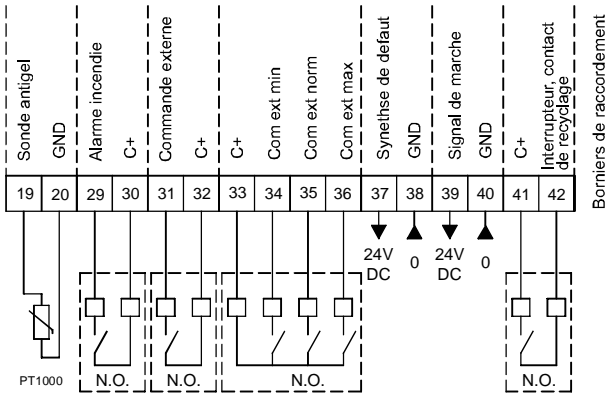 Sonde antigel
GND
Alarme incendie
C+
Commande externe
C+
C+
Com ext min
Com ext norm
Com ext max
Synethse de defaut
GND
Signal de marche
GND
C+
Interrupteur, contact
de recyclage
Borniers de raccordement
19 20 29 30 31 32 33 34 35 36 37 38 39 40 41 42
24V
DC
0
24V
DC
0
PT1000
N.O.
N.O.
N.O.
N.O.